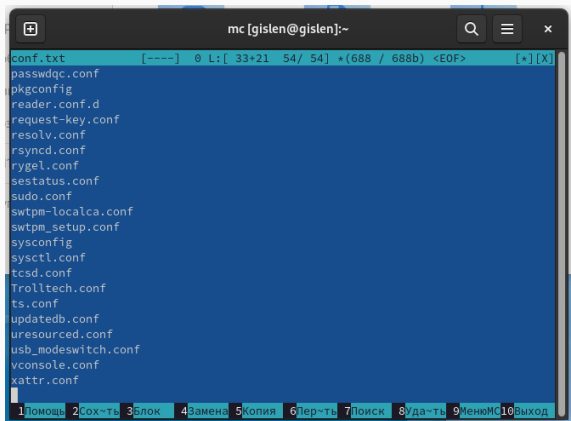 mc [gislen@gislen]:~
conf.txt [----] 0 L:[ 33+21 54/ 54] *(688 / 688b) <EOF> [*][X]
passwdqc.conf
pkgconfig
reader.conf.d
request-key.conf
resolv.conf
rsyncd.conf
rygel.conf
sestatus.conf
sudo.conf
swtpm-localca.conf
swtpm_setup.conf
sysconfig
sysctl.conf
tcsd.conf
Trolltech.conf
ts.conf
updatedb.conf
uresourced.conf
usb_modeswitch.conf
vconsole.conf
xattr.conf
1Помощь 2Сох~ть 3Блок 4Замена 5Копия 6Пер~ть 7Поиск 8Уда~ть 9МенюMC 10Выход